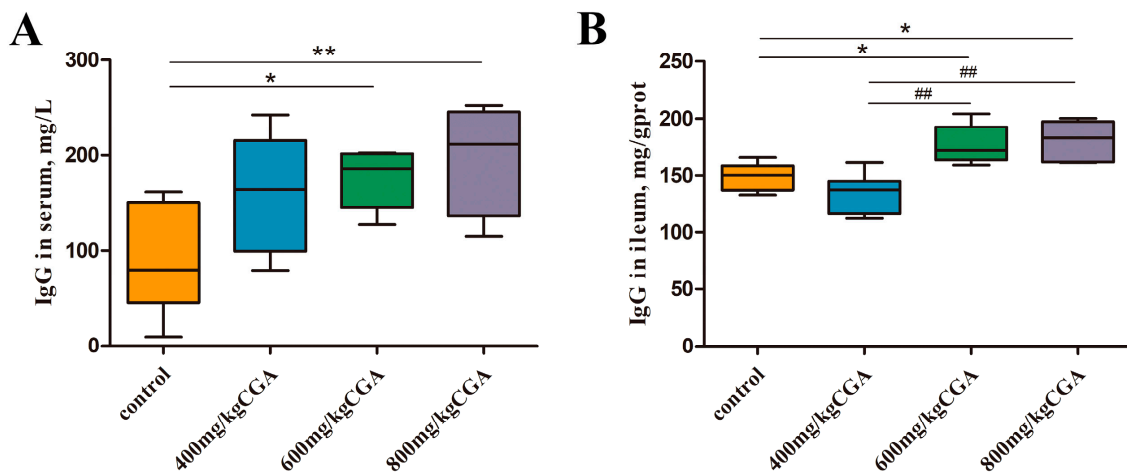 A
IgG in serum, mg/L
300
200
100
0
**
*
control
400mg/kgCGA
600mg/kgCGA
800mg/kgCGA
B
IgG in ileum, mg/gprot
250
200
150
100
50
0
*
*
##
##
control
400mg/kgCGA
600mg/kgCGA
800mg/kgCGA